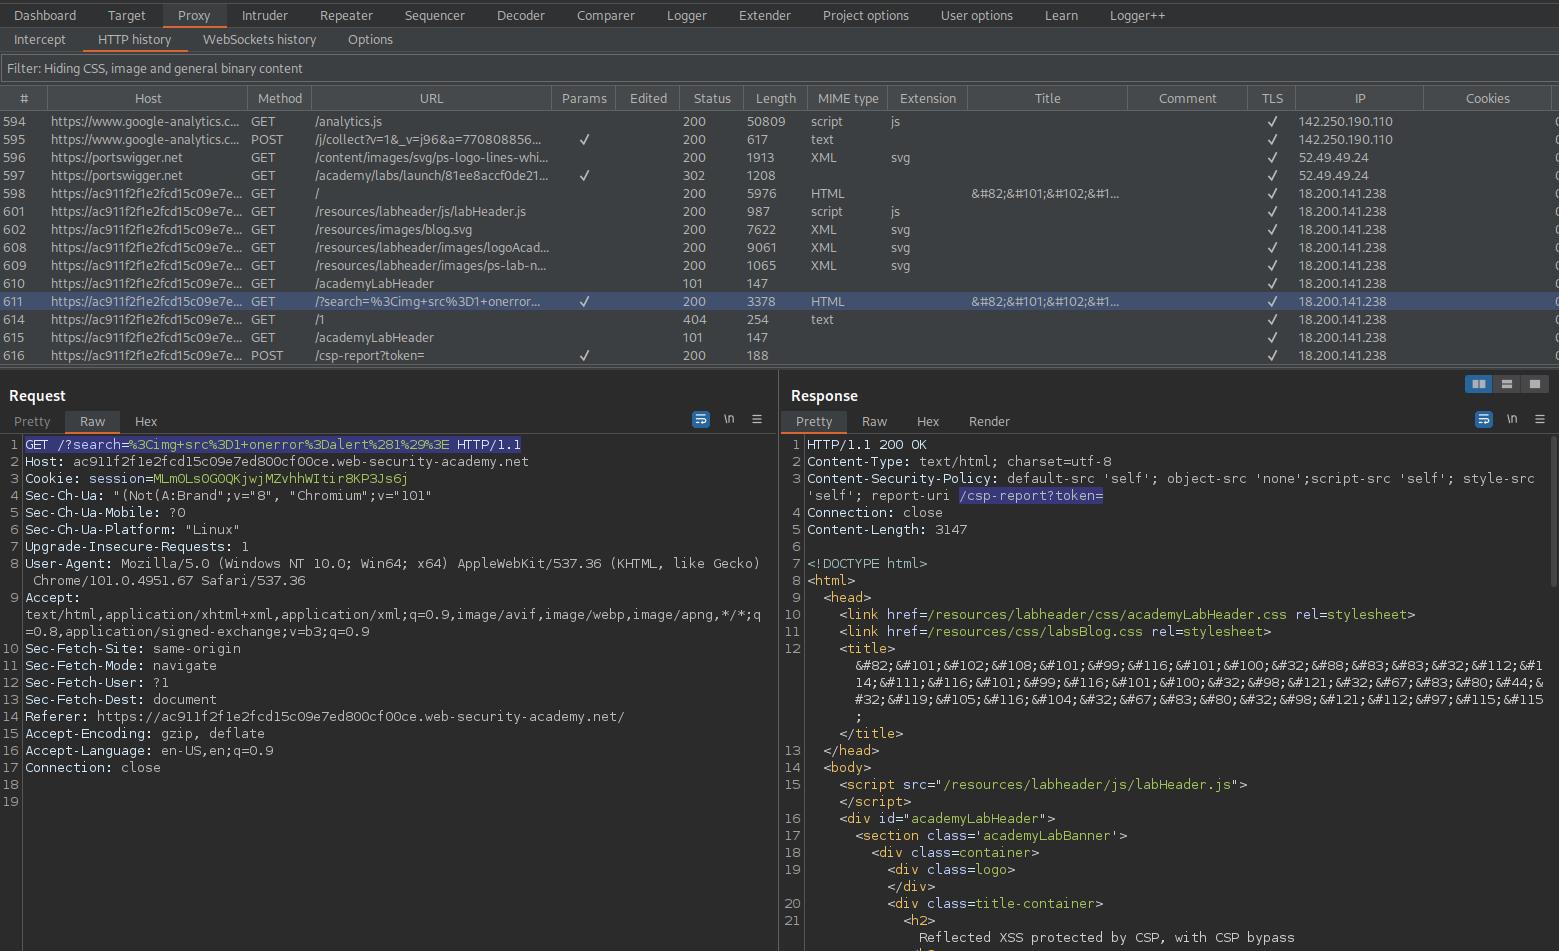 Dashboard Target Proxy Intruder Repeater Sequencer Decoder Comparer Logger Extender Project options User options Learn Logger++
Intercept HTTP history WebSockets history Options
Filter: Hiding CSS, image and general binary content
# Host Method URL Params Edited Status Length MIME type Extension Title Comment TLS IP Cookies
594 https://www.google-analytics.c... GET /analytics.js 200 50809 script js ✓ 142.250.190.110
595 https://www.google-analytics.c... POST /j/collect?v=1&_v=j96&a=770808856... ✓ 200 617 text ✓ 142.250.190.110
596 https://portswigger.net GET /content/images/svg/ps-logo-lines-whi... 200 1913 XML svg ✓ 52.49.49.24
597 https://portswigger.net GET /academy/labs/launch/81ee8accf0de21... ✓ 302 1208 ✓ 52.49.49.24
598 https://ac911f2f1e2fcd15c09e7e... GET / 200 5976 HTML &#82;&#101;&#102;&#1... ✓ 18.200.141.238
601 https://ac911f2f1e2fcd15c09e7e... GET /resources/labheader/js/labHeader.js 200 987 script js ✓ 18.200.141.238
602 https://ac911f2f1e2fcd15c09e7e... GET /resources/images/blog.svg 200 7622 XML svg ✓ 18.200.141.238
608 https://ac911f2f1e2fcd15c09e7e... GET /resources/labheader/images/logoAcad... 200 9061 XML svg ✓ 18.200.141.238
609 https://ac911f2f1e2fcd15c09e7e... GET /resources/labheader/images/ps-lab-n... 200 1065 XML svg ✓ 18.200.141.238
610 https://ac911f2f1e2fcd15c09e7e... GET /academyLabHeader 101 147 ✓ 18.200.141.238
611 https://ac911f2f1e2fcd15c09e7e... GET /?search=%3Cimg+src%3D1+onerror... ✓ 200 3378 HTML &#82;&#101;&#102;&#1... ✓ 18.200.141.238
614 https://ac911f2f1e2fcd15c09e7e... GET /1 404 254 text ✓ 18.200.141.238
615 https://ac911f2f1e2fcd15c09e7e... GET /academyLabHeader 101 147 ✓ 18.200.141.238
616 https://ac911f2f1e2fcd15c09e7e... POST /csp-report?token= ✓ 200 188 ✓ 18.200.141.238
Request
Pretty Raw Hex \n
1 GET /?search=%3Cimg+src%3D1+onerror%3Dalert%281%29%3E HTTP/1.1
2 Host: ac911f2f1e2fcd15c09e7ed800cf00ce.web-security-academy.net
3 Cookie: session=MLmOLsOGOQKjwjMZvhhWItir8KP3Js6j
4 Sec-Ch-Ua: "(Not(A:Brand";v="8", "Chromium";v="101"
5 Sec-Ch-Ua-Mobile: ?0
6 Sec-Ch-Ua-Platform: "Linux"
7 Upgrade-Insecure-Requests: 1
8 User-Agent: Mozilla/5.0 (Windows NT 10.0; Win64; x64) AppleWebKit/537.36 (KHTML, like Gecko)
Chrome/101.0.4951.67 Safari/537.36
9 Accept:
text/html,application/xhtml+xml,application/xml;q=0.9,image/avif,image/webp,image/apng,*/*;q
=0.8,application/signed-exchange;v=b3;q=0.9
10 Sec-Fetch-Site: same-origin
11 Sec-Fetch-Mode: navigate
12 Sec-Fetch-User: ?1
13 Sec-Fetch-Dest: document
14 Referer: https://ac911f2f1e2fcd15c09e7ed800cf00ce.web-security-academy.net/
15 Accept-Encoding: gzip, deflate
16 Accept-Language: en-US,en;q=0.9
17 Connection: close
18
19
Response
Pretty Raw Hex Render \n
1 HTTP/1.1 200 OK
2 Content-Type: text/html; charset=utf-8
3 Content-Security-Policy: default-src 'self'; object-src 'none';script-src 'self'; style-src
'self'; report-uri /csp-report?token=
4 Connection: close
5 Content-Length: 3147
6
7 <!DOCTYPE html>
8 <html>
9 <head>
10 <link href=/resources/labheader/css/academyLabHeader.css rel=stylesheet>
11 <link href=/resources/css/labsBlog.css rel=stylesheet>
12 <title>
&#82;&#101;&#102;&#108;&#101;&#99;&#116;&#101;&#100;&#32;&#88;&#83;&#83;&#32;&#112;&#1
14;&#111;&#116;&#101;&#99;&#116;&#101;&#100;&#32;&#98;&#121;&#32;&#67;&#83;&#80;&#44;&
#32;&#119;&#105;&#116;&#104;&#32;&#67;&#83;&#80;&#32;&#98;&#121;&#112;&#97;&#115;&#115
;
</title>
13 </head>
14 <body>
15 <script src="/resources/labheader/js/labHeader.js">
</script>
16 <div id="academyLabHeader">
17 <section class='academyLabBanner'>
18 <div class=container>
19 <div class=logo>
</div>
20 <div class=title-container>
21 <h2>
Reflected XSS protected by CSP, with CSP bypass